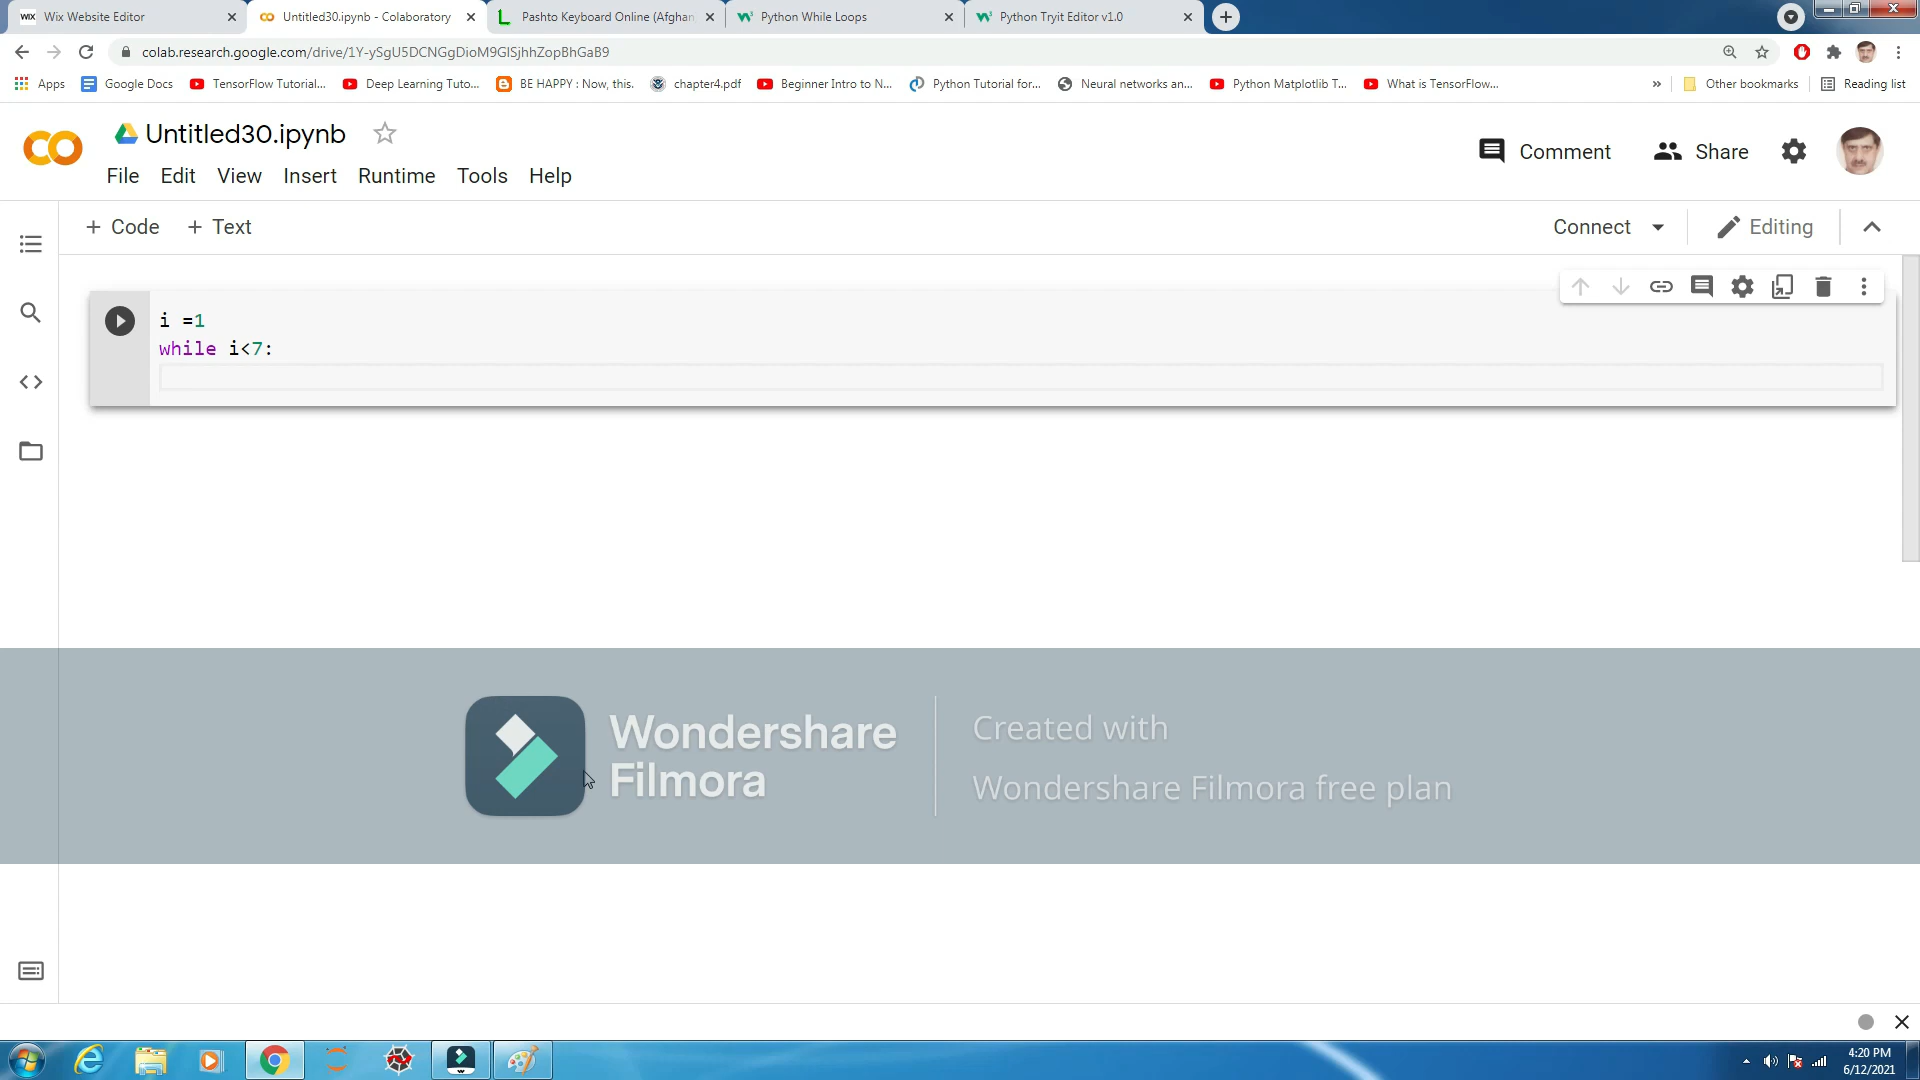 Wix Website Editor
Untitled30.ipynb - Colaboratory
Pashto Keyboard Online (Afghan
Python While Loops
Python Tryit Editor v1.0
colab.research.google.com/drive/1Y-ySgU5DCNGgDioM9GlSjhhZopBhGaB9
Apps Google Docs TensorFlow Tutorial... Deep Learning Tuto... BE HAPPY : Now, this. chapter4.pdf Beginner Intro to N... Python Tutorial for... Neural networks an... Python Matplotlib T... What is TensorFlow... » Other bookmarks Reading list
Untitled30.ipynb
Comment Share
File Edit View Insert Runtime Tools Help
+ Code + Text
Connect Editing
i =1
while i<7:
Wondershare
Filmora
Created with
Wondershare Filmora free plan
4:20 PM
6/12/2021